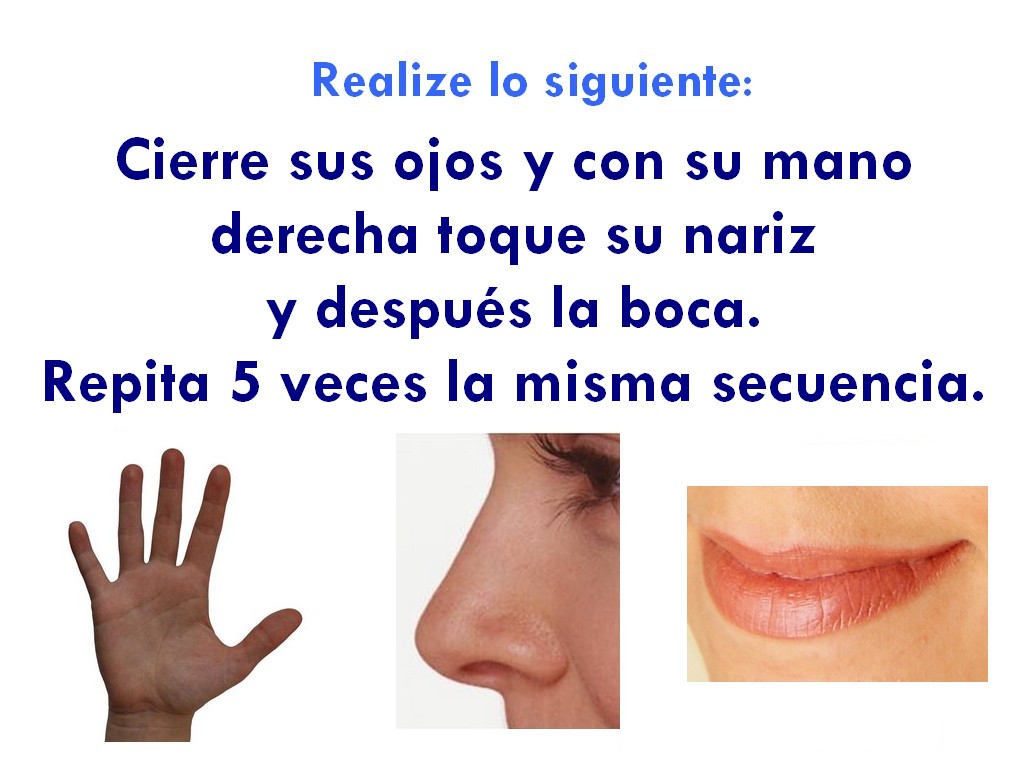 Realize lo siguiente:
Cierre sus ojos y con su mano
derecha toque su nariz
y después la boca.
Repita 5 veces la misma secuencia.